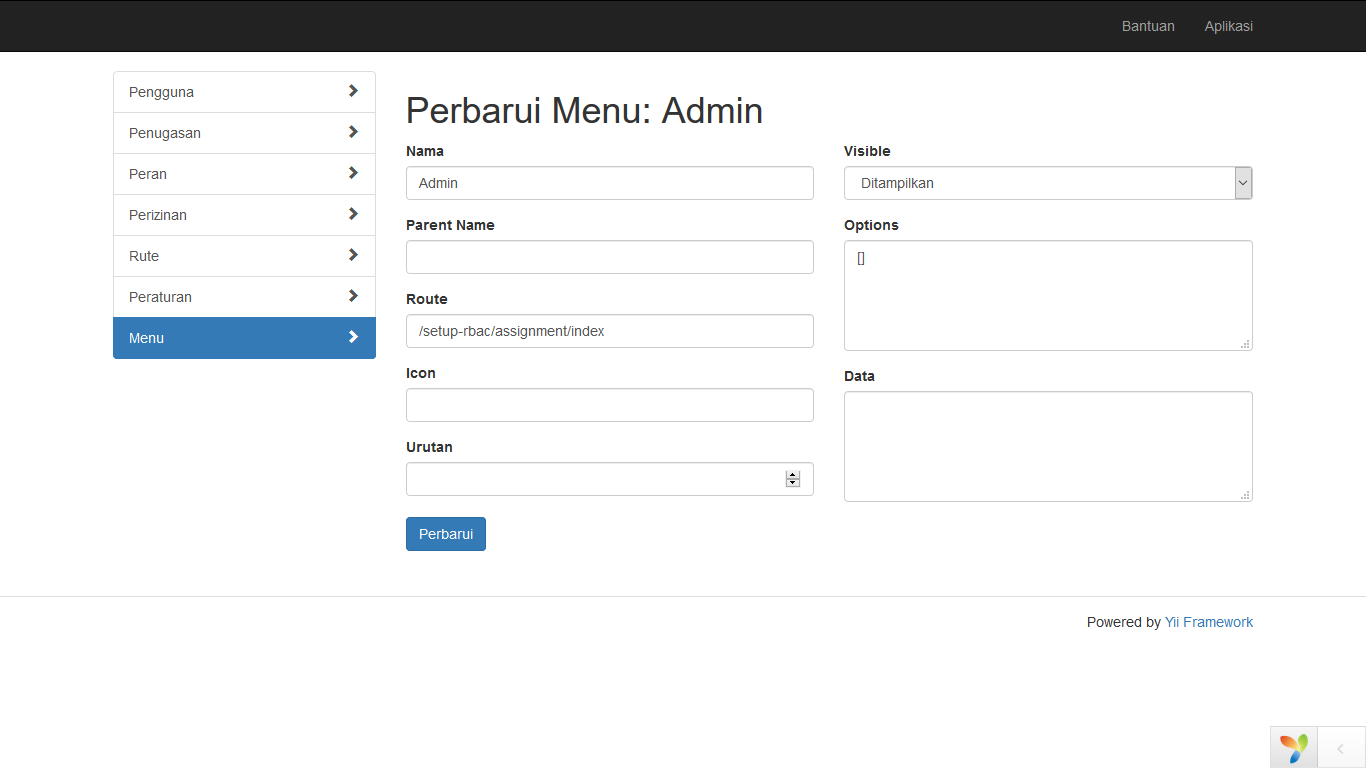 Bantuan Aplikasi
Pengguna
Penugasan
Peran
Perizinan
Rute
Peraturan
Menu
Perbarui Menu: Admin
Nama
Admin
Parent Name
Route
/setup-rbac/assignment/index
Icon
Urutan
Perbarui
Visible
Ditampilkan
Options
[]
Data
Powered by Yii Framework